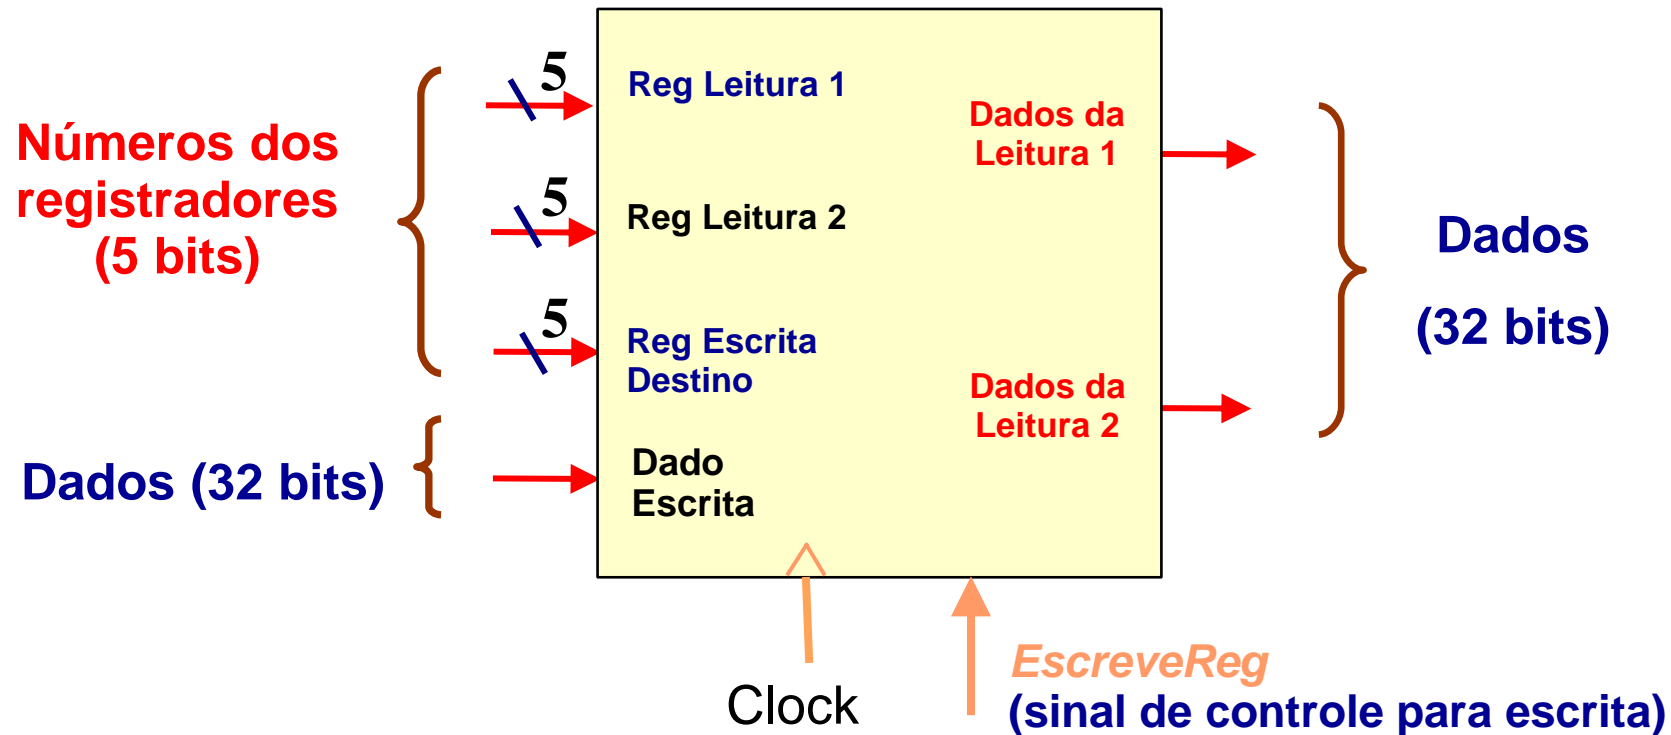 Números dos
registradores
(5 bits)
Dados (32 bits)
5
5
5
Reg Leitura 1
Reg Leitura 2
Reg Escrita
Destino
Dado
Escrita
Dados da
Leitura 1
Dados da
Leitura 2
Dados
(32 bits)
Clock
EscreveReg
(sinal de controle para escrita)